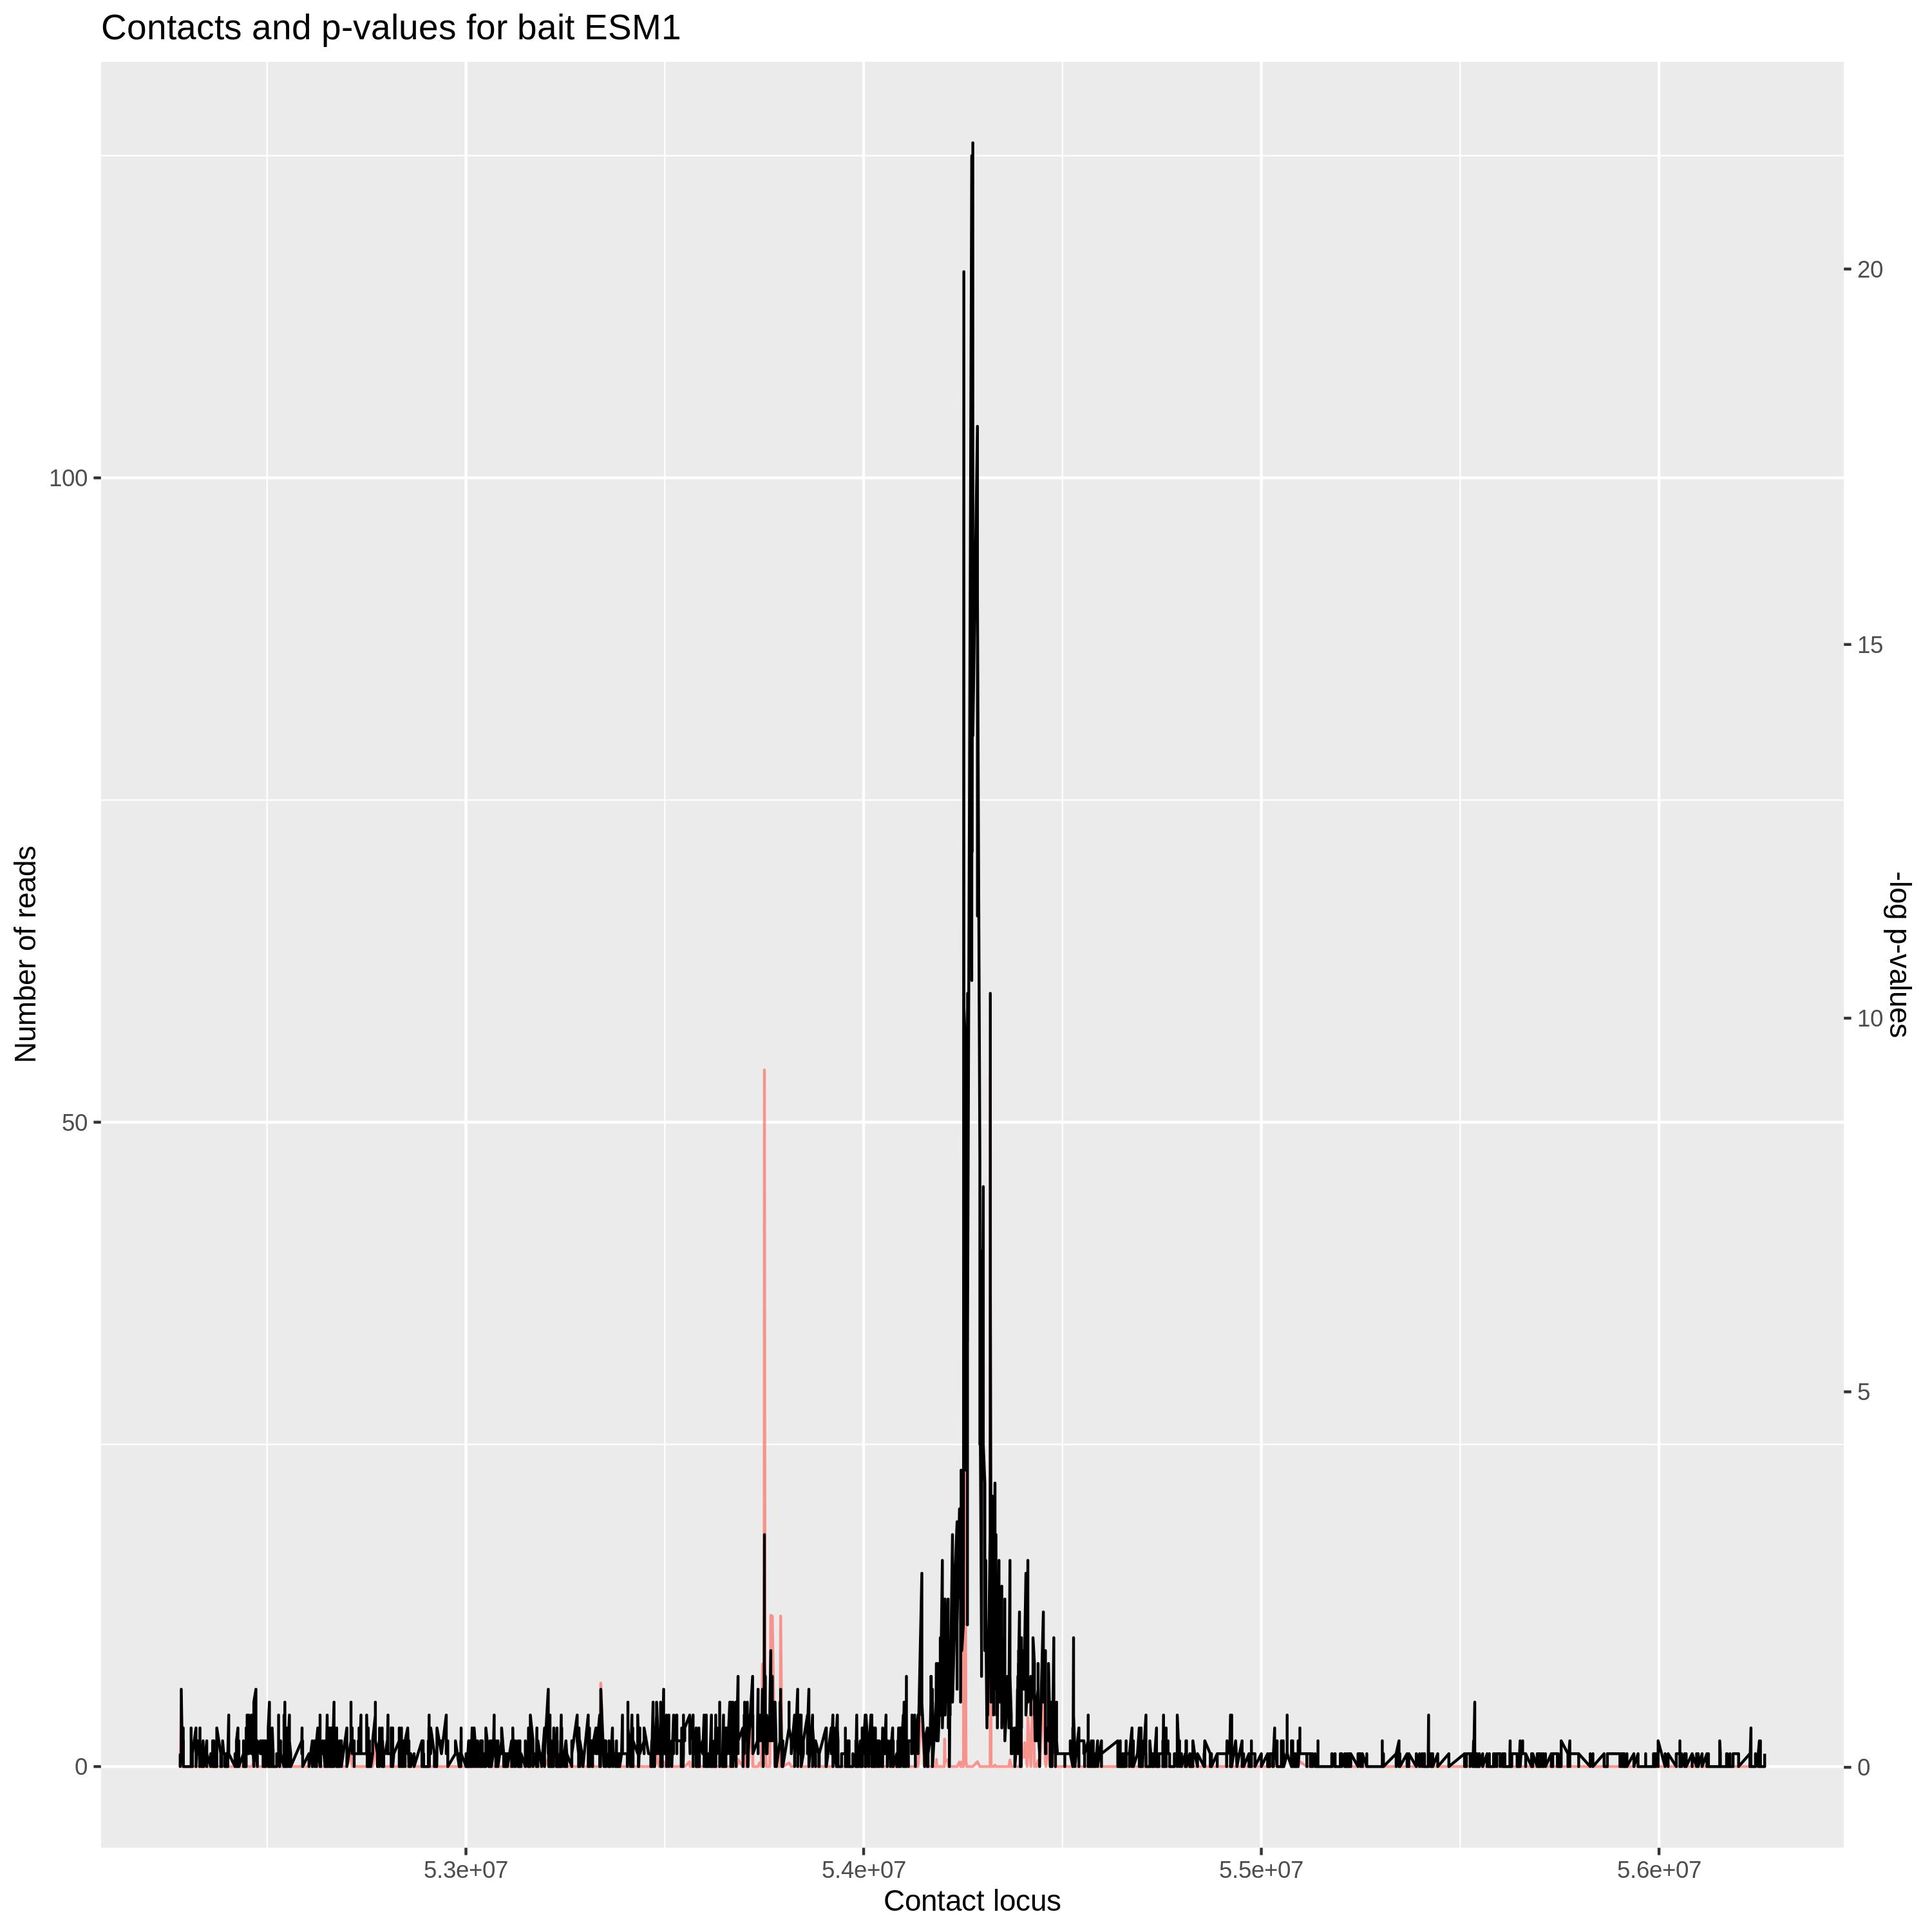 Contacts and p-values for bait ESM1
100
50
0
Number of reads
20
15
10
5
0
-log p-values
5.3e+07
5.4e+07
5.5e+07
5.6e+07
Contact locus